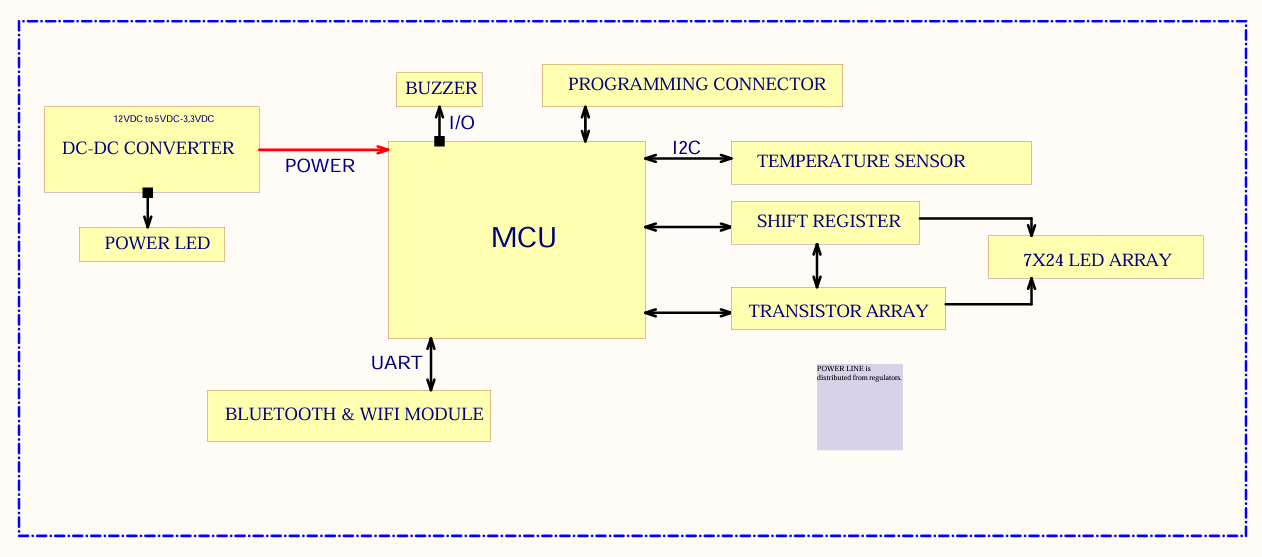 BUZZER
PROGRAMMING CONNECTOR
12VDC to 5VDC-3,3VDC
DC-DC CONVERTER
I/O
POWER
I2C
TEMPERATURE SENSOR
POWER LED
MCU
SHIFT REGISTER
7X24 LED ARRAY
TRANSISTOR ARRAY
UART
BLUETOOTH & WIFI MODULE
POWER LINE is
distributed from regulators.